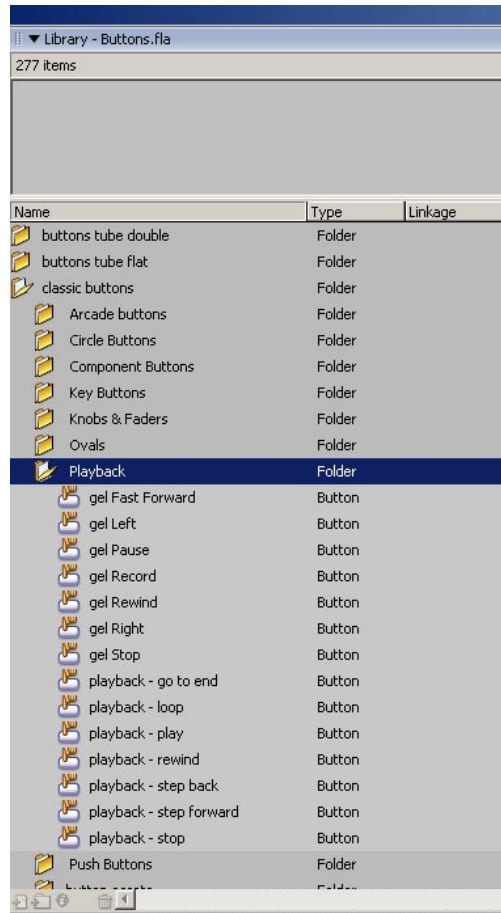 Library - Buttons.fla
277 items
Name Type Linkage
buttons tube double Folder
buttons tube flat Folder
classic buttons Folder
Arcade buttons Folder
Circle Buttons Folder
Component Buttons Folder
Key Buttons Folder
Knobs & Faders Folder
Ovals Folder
Playback Folder
gel Fast Forward Button
gel Left Button
gel Pause Button
gel Record Button
gel Rewind Button
gel Right Button
gel Stop Button
playback - go to end Button
playback - loop Button
playback - play Button
playback - rewind Button
playback - step back Button
playback - step forward Button
playback - stop Button
Push Buttons Folder